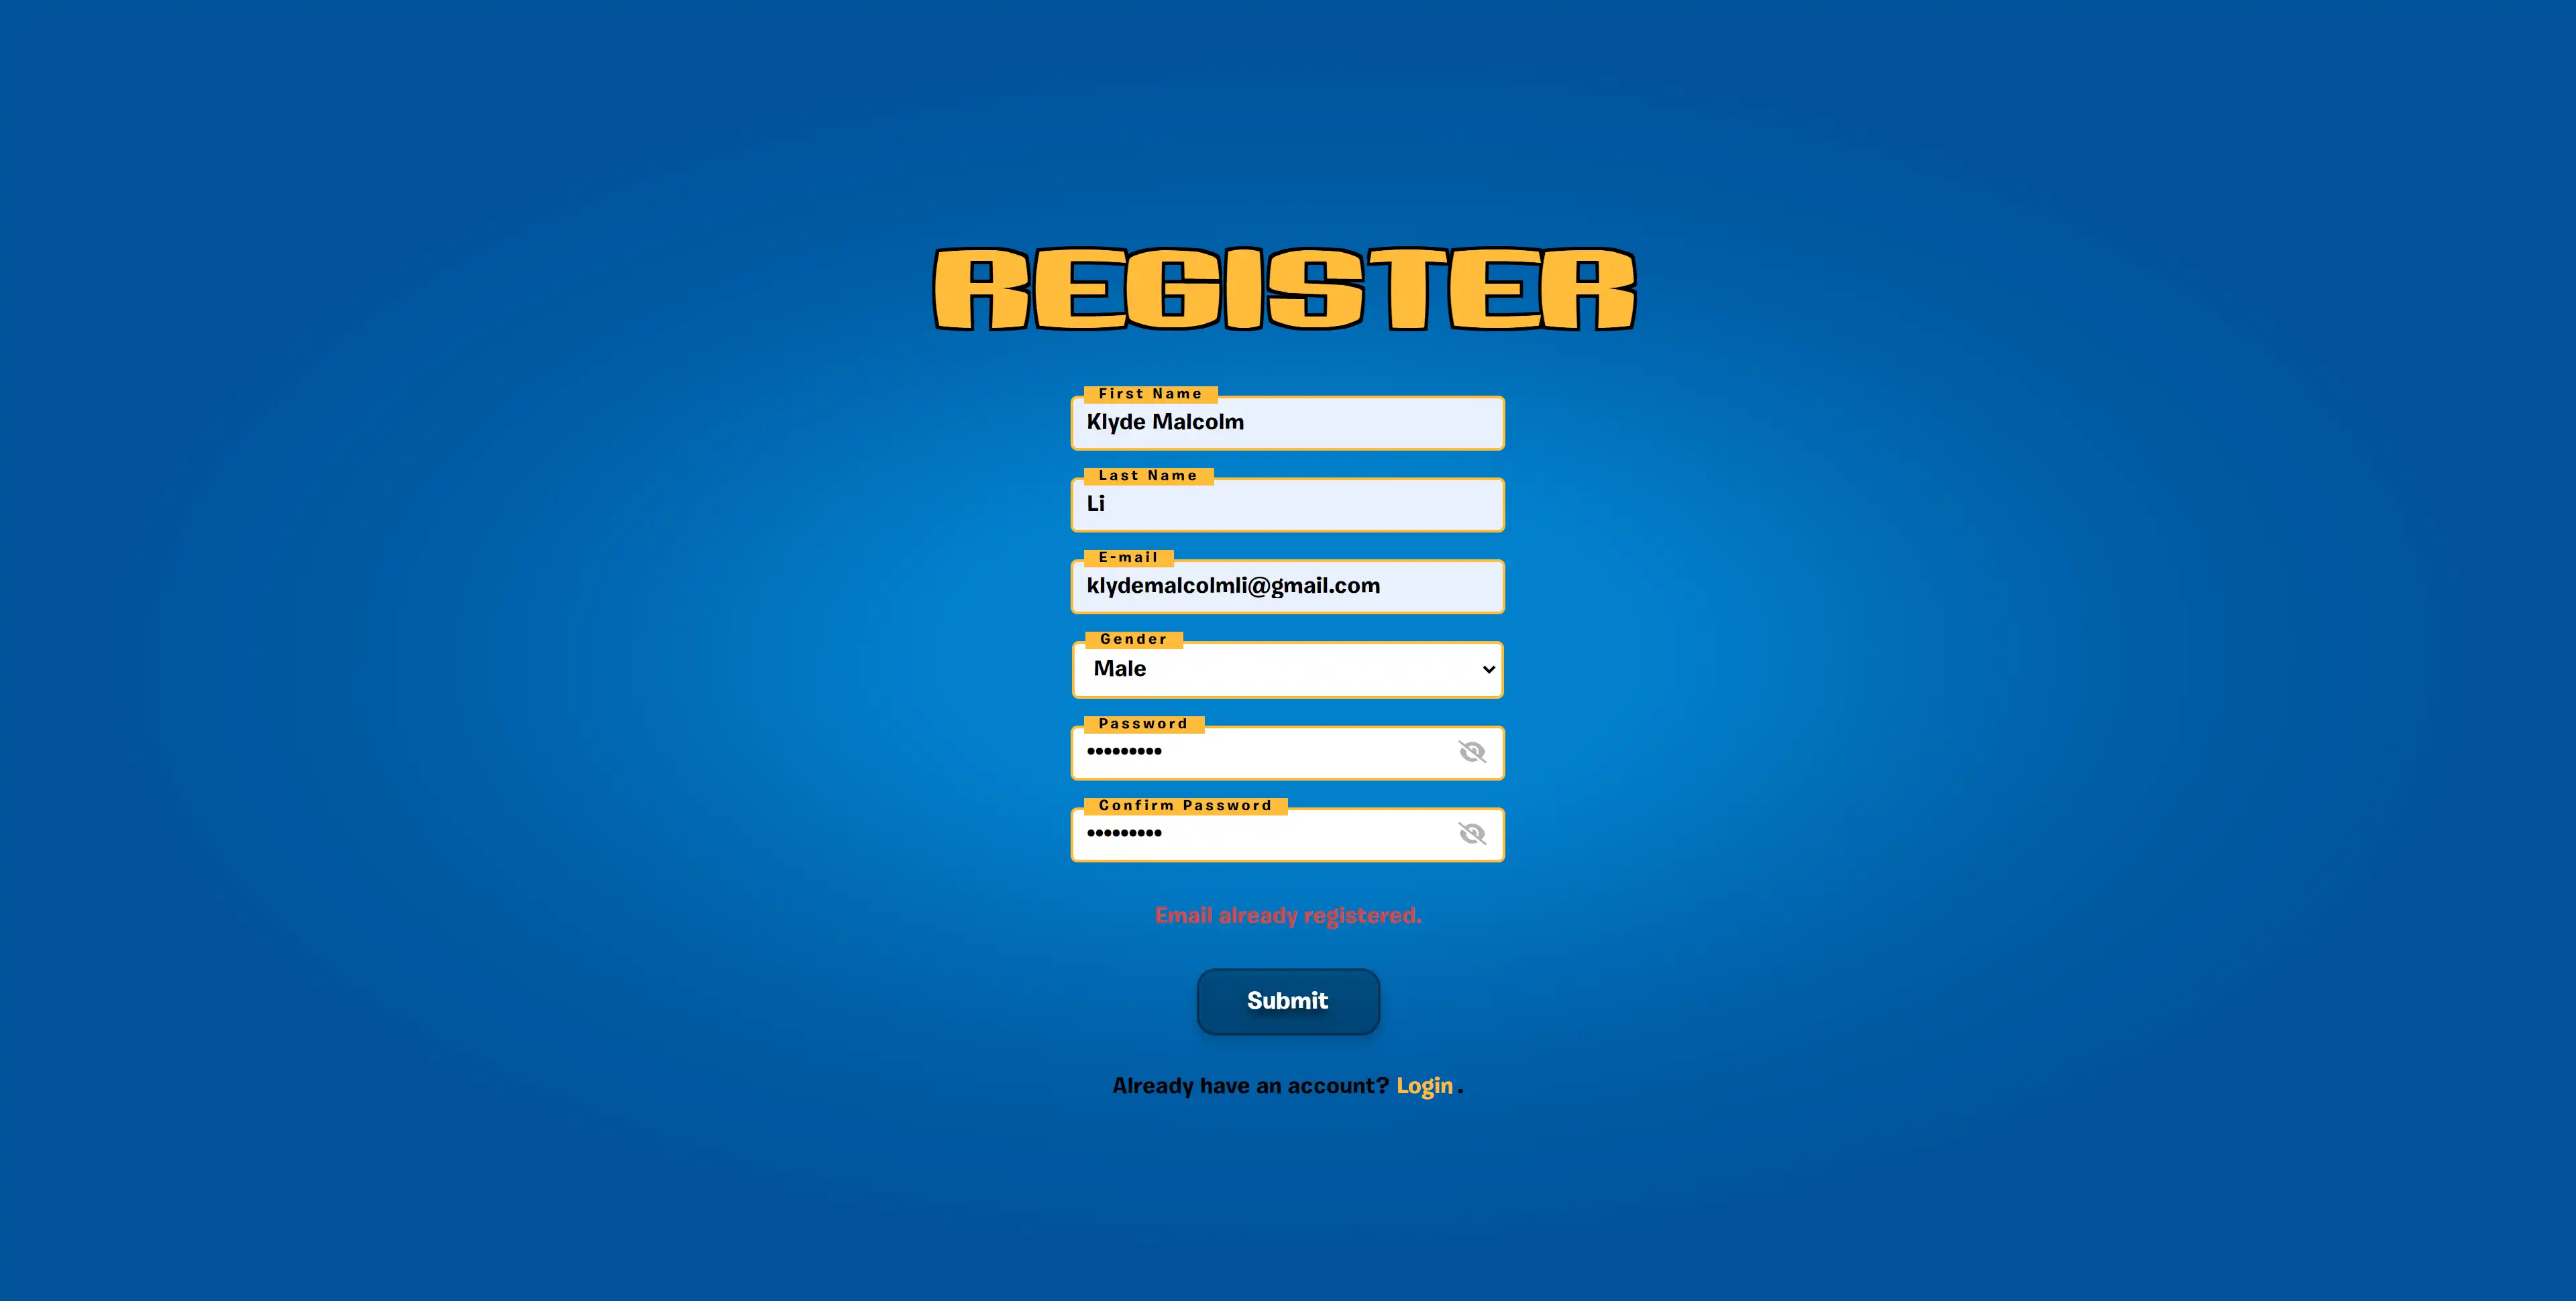 REGISTER
First Name
Klyde Malcolm
Last Name
Li
E-mail
klydemalcolmli@gmail.com
Gender
Male
Password
•••••••••
Confirm Password
•••••••••
Email already registered.
Submit
Already have an account? Login .